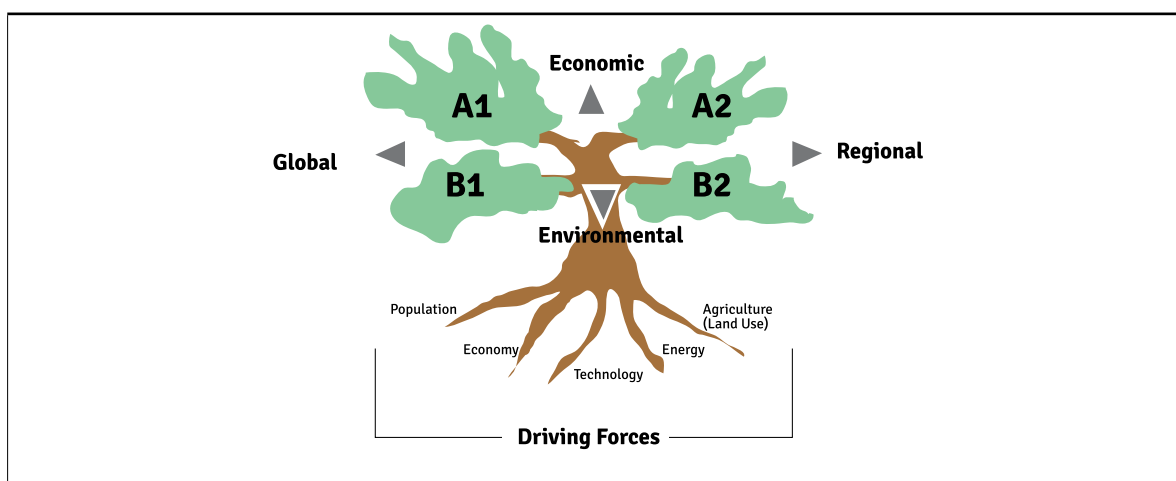 Economic
A1
A2
Global
Regional
B1
B2
Environmental
Population
Agriculture
(Land Use)
Economy
Energy
Technology
Driving Forces